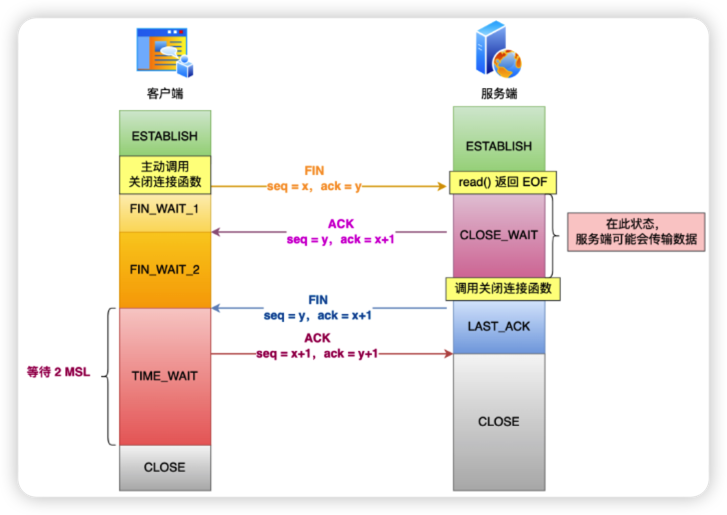 客户端
服务端
ESTABLISH
ESTABLISH
主动调用
关闭连接函数
FIN
seq = x, ack = y
read() 返回 EOF
FIN_WAIT_1
ACK
seq = y, ack = x+1
CLOSE_WAIT
在此状态，
服务端可能会传输数据
FIN_WAIT_2
调用关闭连接函数
FIN
seq = y, ack = x+1
LAST_ACK
ACK
seq = x+1, ack = y+1
等待 2 MSL
TIME_WAIT
CLOSE
CLOSE